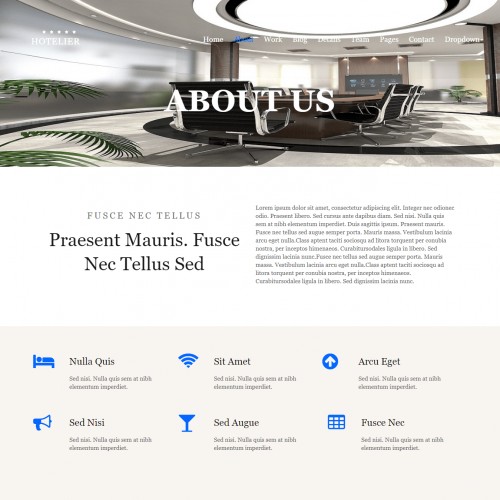 HOTELIER
Home About Work Blog Details Team Pages Contact Dropdown
ABOUT US
FUSCE NEC TELLUS
Praesent Mauris. Fusce
Nec Tellus Sed
Lorem ipsum dolor sit amet, consectetur adipiscing elit. Integer nec odionec
odio. Praesent libero. Sed cursus ante dapibus diam. Sed nisi. Nulla quis
sem at nibh elementum imperdiet. Duis sagittis ipsum. Praesent mauris.
Fusce nec tellus sed augue semper porta. Mauris massa. Vestibulum lacinia
arcu eget nulla. Class aptent taciti sociosqu ad litora torquent per conubia
nostra, per inceptos himenaeos. Curabitursodales ligula in libero. Sed
dignissim lacinia nunc.Fusce nec tellus sed augue semper porta. Mauris
massa. Vestibulum lacinia arcu eget nulla. Class aptent taciti sociosqu ad
litora torquent per conubia nostra, per inceptos himenaeos.
Curabitursodales ligula in libero. Sed dignissim lacinia nunc.
Nulla Quis
Sed nisi. Nulla quis sem at nibh
elementum imperdiet.
Sit Amet
Sed nisi. Nulla quis sem at nibh
elementum imperdiet.
Arcu Eget
Sed nisi. Nulla quis sem at nibh
elementum imperdiet.
Sed Nisi
Sed nisi. Nulla quis sem at nibh
elementum imperdiet.
Sed Augue
Sed nisi. Nulla quis sem at nibh
elementum imperdiet.
Fusce Nec
Sed nisi. Nulla quis sem at nibh
elementum imperdiet.